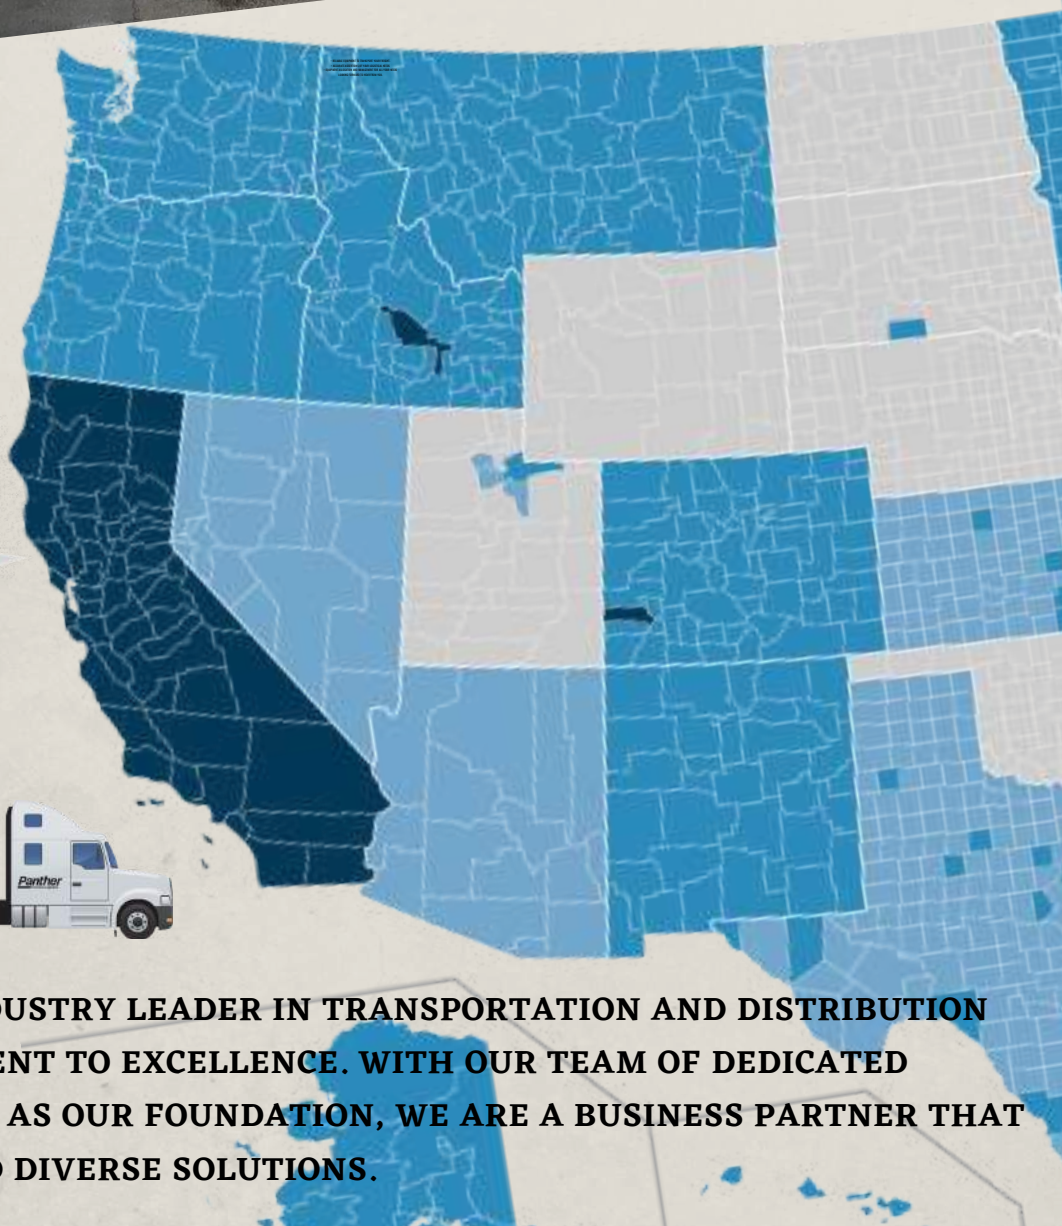 Panther
DUSTRY LEADER IN TRANSPORTATION AND DISTRIBUTION
ENT TO EXCELLENCE. WITH OUR TEAM OF DEDICATED
AS OUR FOUNDATION, WE ARE A BUSINESS PARTNER THAT
D DIVERSE SOLUTIONS.